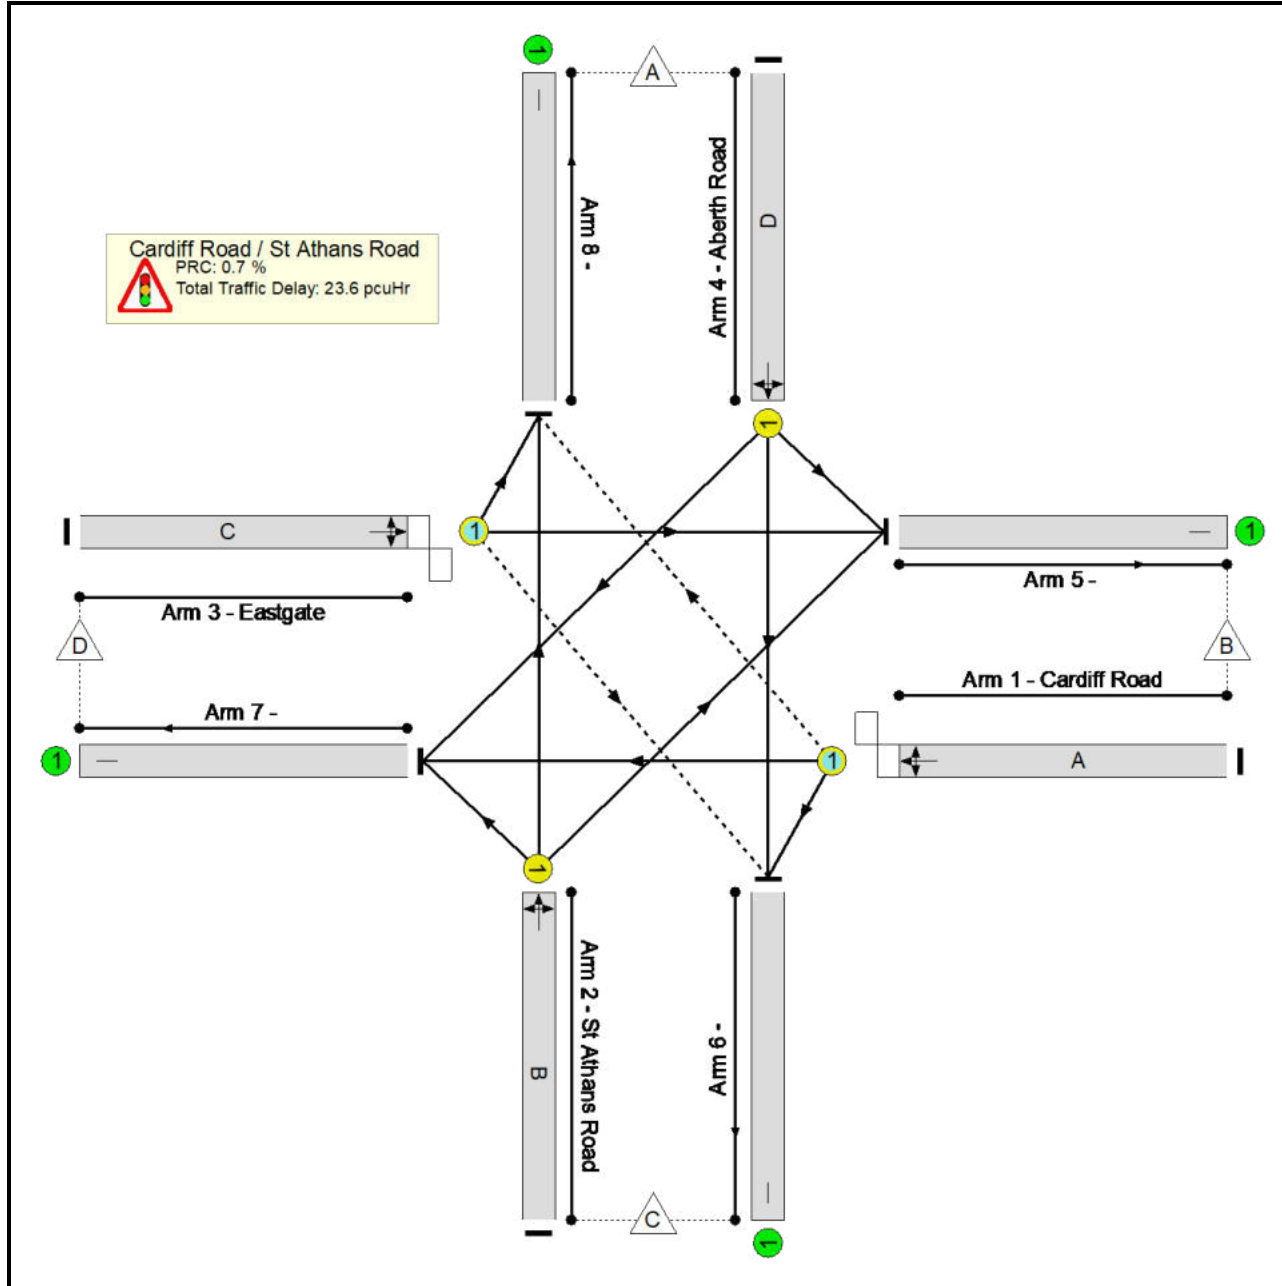 1
A
Arm 8 -
Arm 4 - Aberth Road
D
Cardiff Road / St Athans Road
PRC: 0.7 %
Total Traffic Delay: 23.6 pcuHr
1
C
1
1
Arm 3 - Eastgate
Arm 5 -
D
B
Arm 7 -
Arm 1 - Cardiff Road
1
1
A
1
Arm 2 - St Athans Road
Arm 6 -
B
C
1